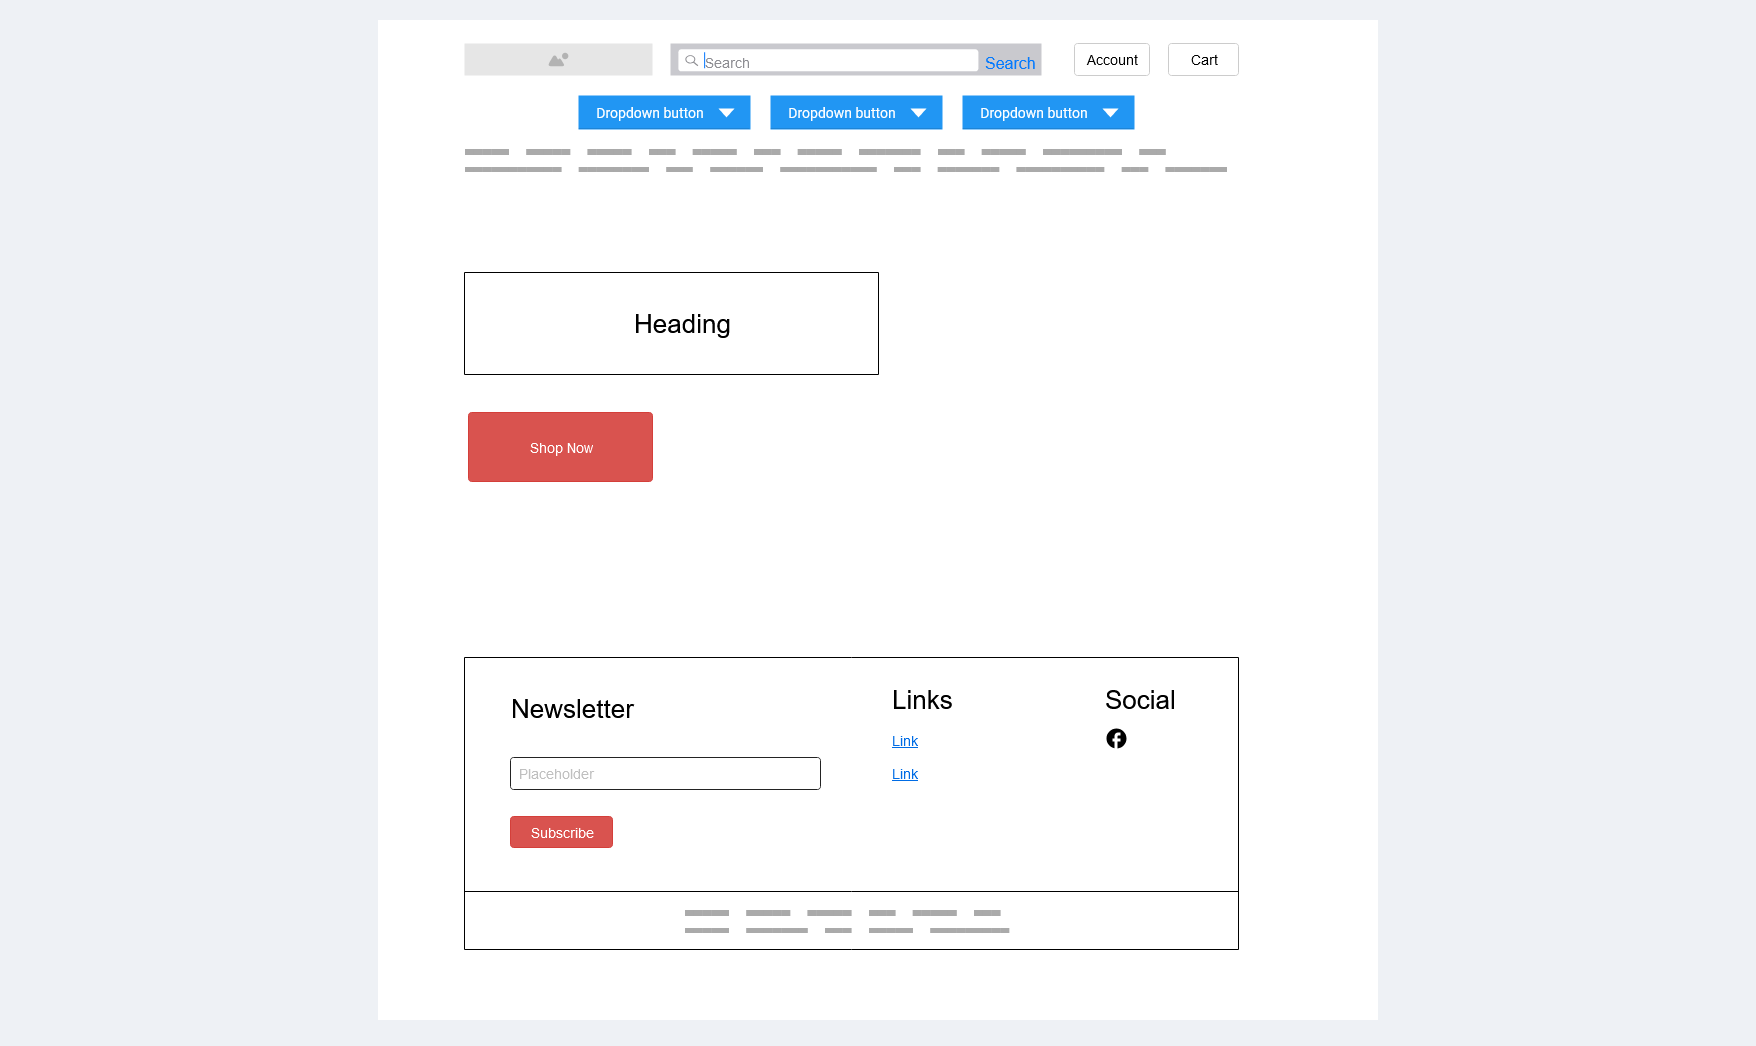 Search
Search
Account
Cart
Dropdown button
Dropdown button
Dropdown button
Heading
Shop Now
Newsletter
Placeholder
Subscribe
Links
Link
Link
Social